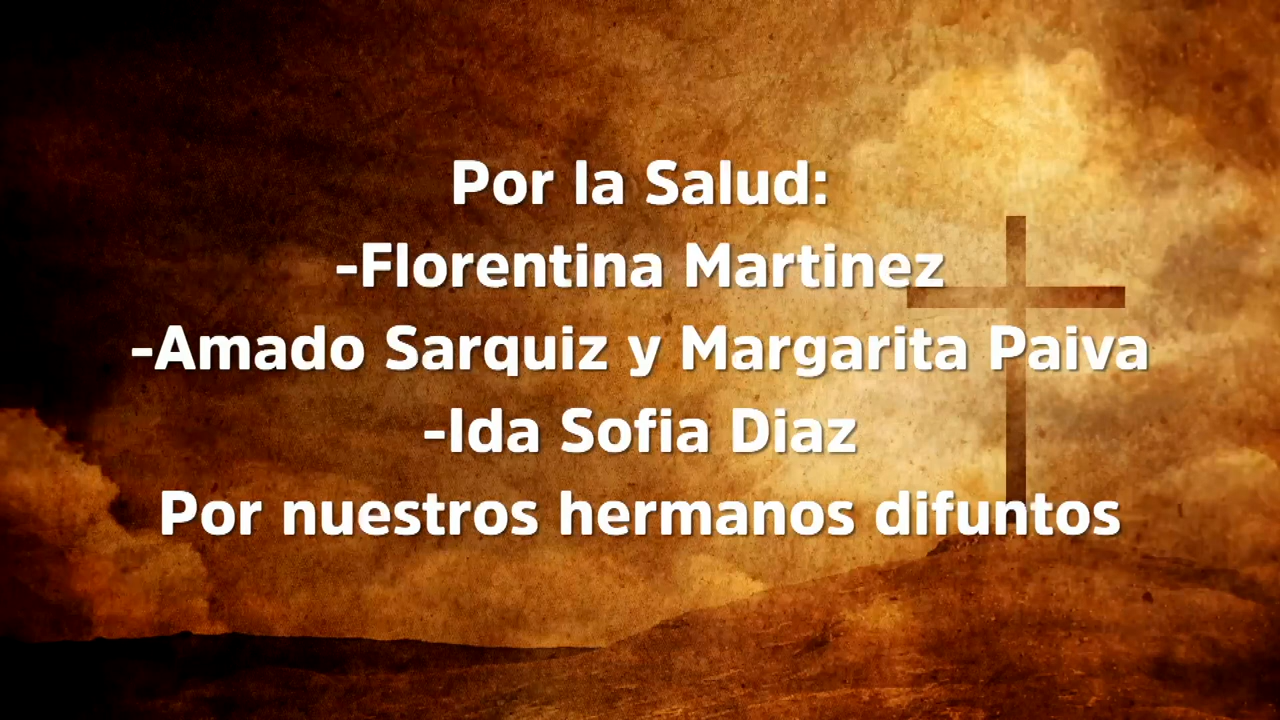 Por la Salud:
-Florentina Martinez
-Amado Sarquiz y Margarita Paiva
-Ida Sofia Diaz
Por nuestros hermanos difuntos